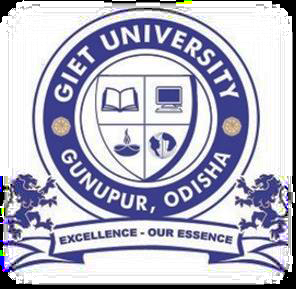 GIET UNIVERSITY
GUNUPUR, ODISHA
EXCELLENCE - OUR ESSENCE